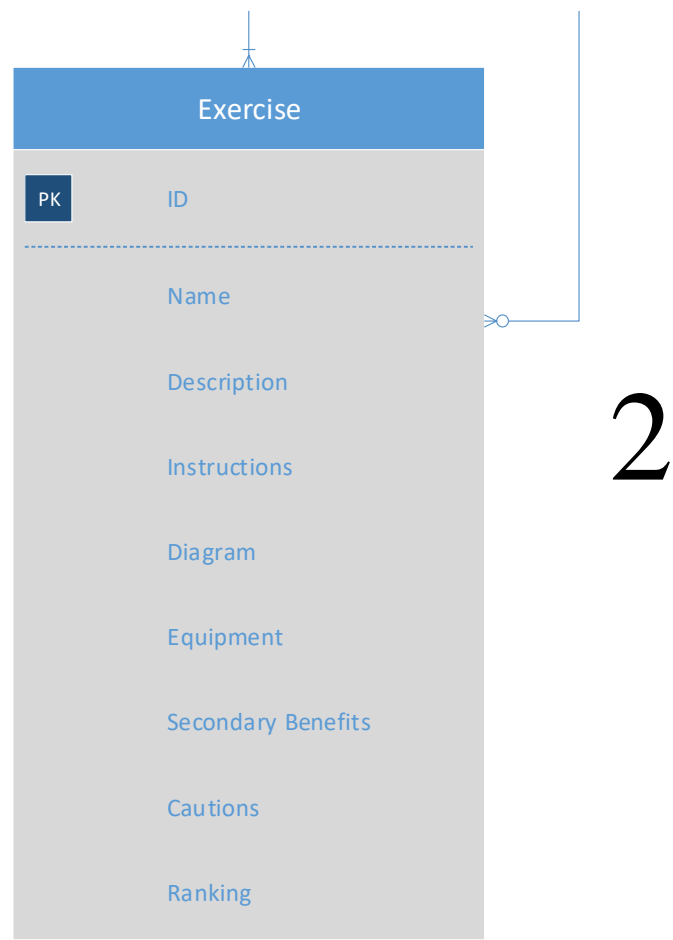 Exercise
PK ID
Name
Description
2
Instructions
Diagram
Equipment
Secondary Benefits
Cautions
Ranking